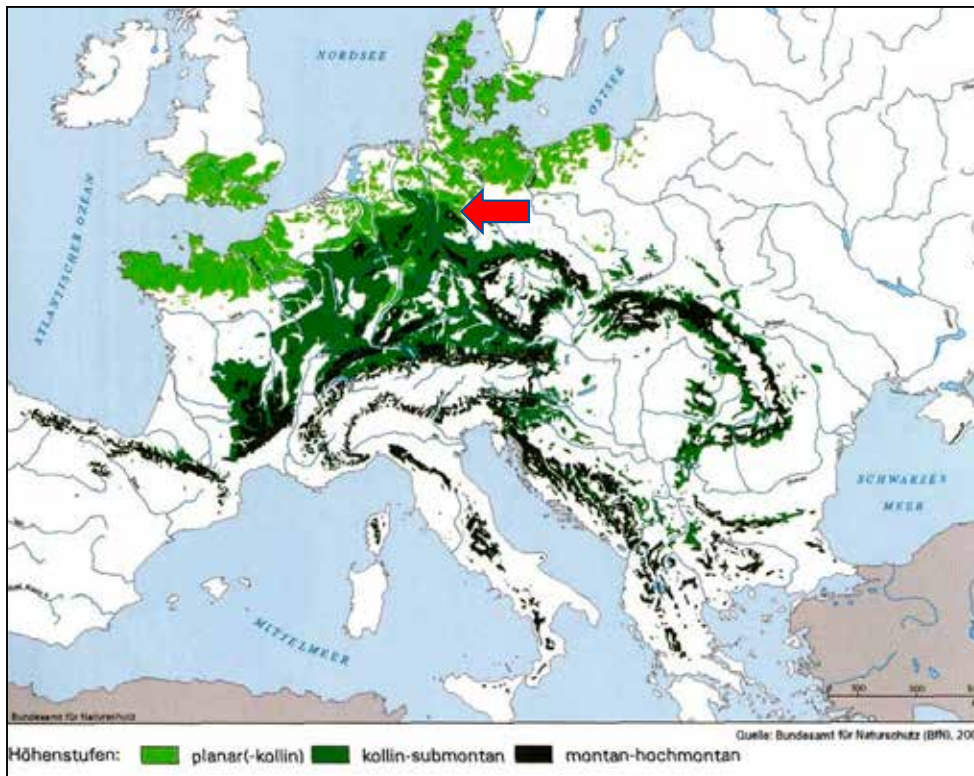 NORDSEE
OSTSEE
ATLANTISCHER OZEAN
SCHWARZES
MEER
MITTELMEER
Bundesamt für Naturschutz
Quelle: Bundesamt für Naturschutz (BfN), 200
Höhenstufen: planar(-kollin) kollin-submontan montan-hochmontan